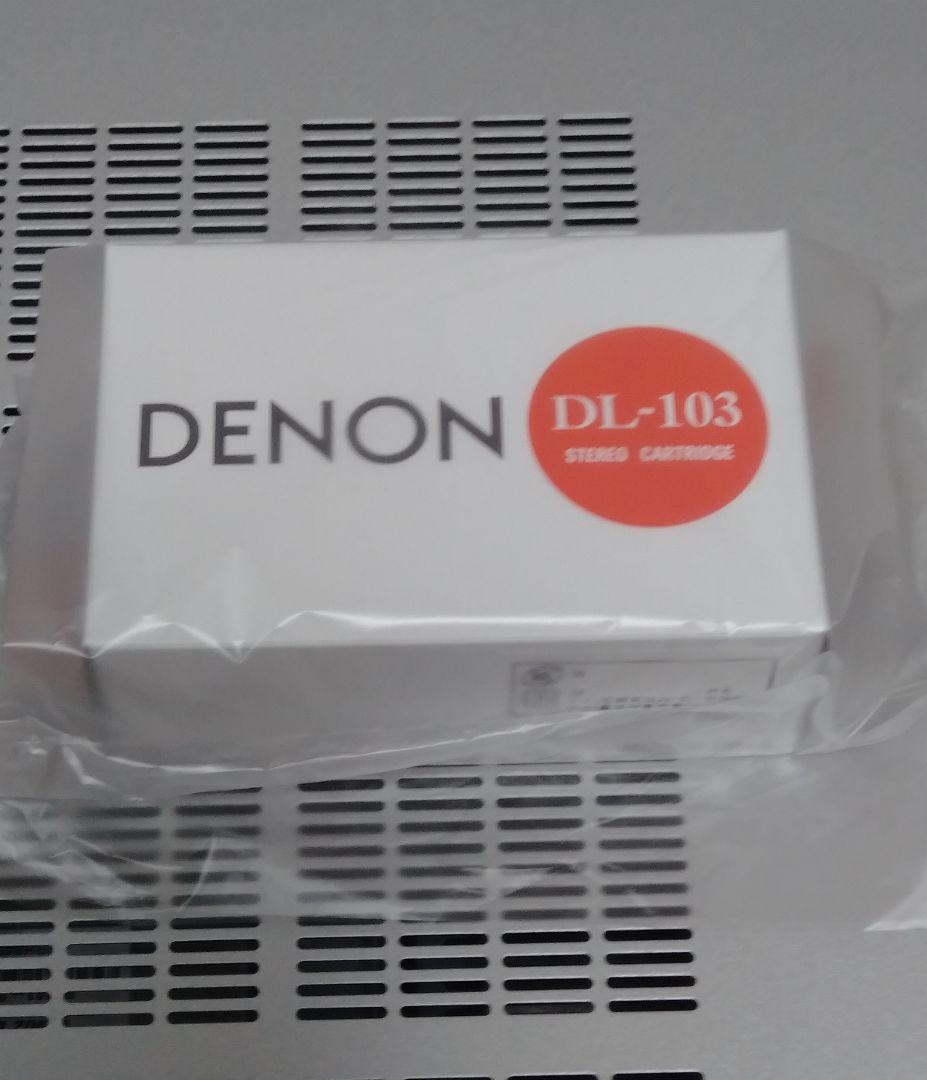 DENON
DL-103
STEREO CARTRIDGE